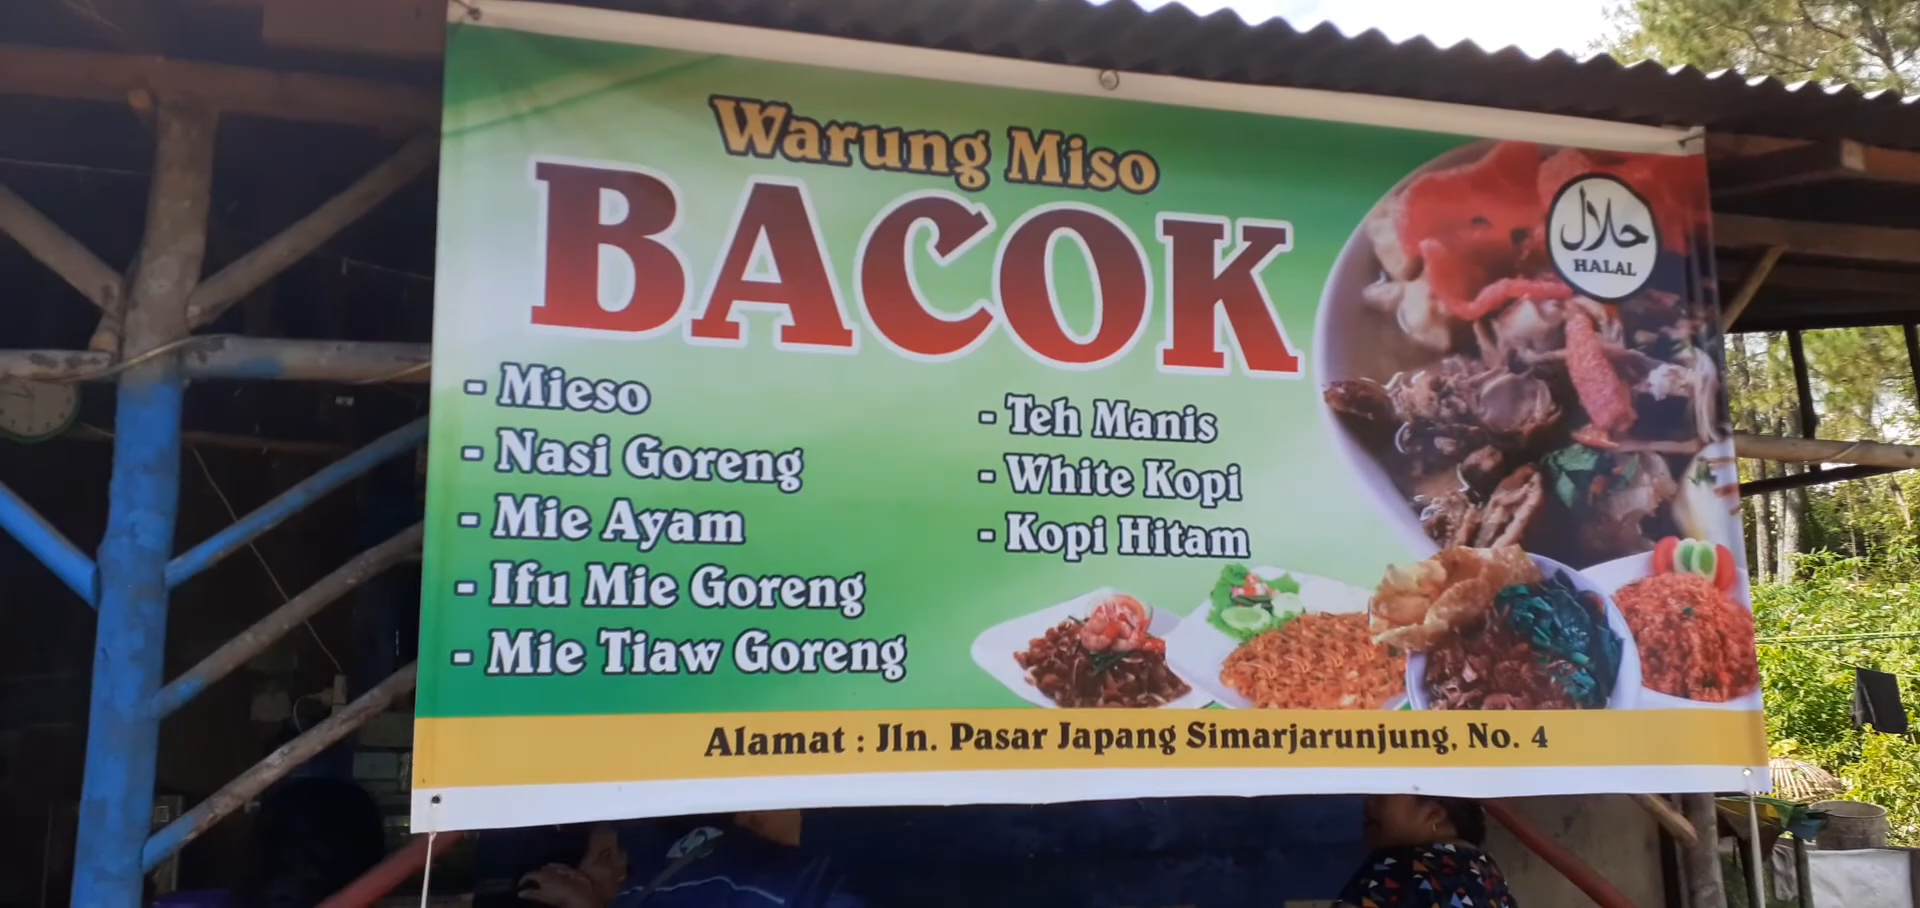 Warung Miso
BACOK
حلال
HALAL
- Mieso
- Nasi Goreng
- Mie Ayam
- Ifu Mie Goreng
- Mie Tiaw Goreng
- Teh Manis
- White Kopi
- Kopi Hitam
Alamat : Jln. Pasar Japang Simarjarunjung, No. 4